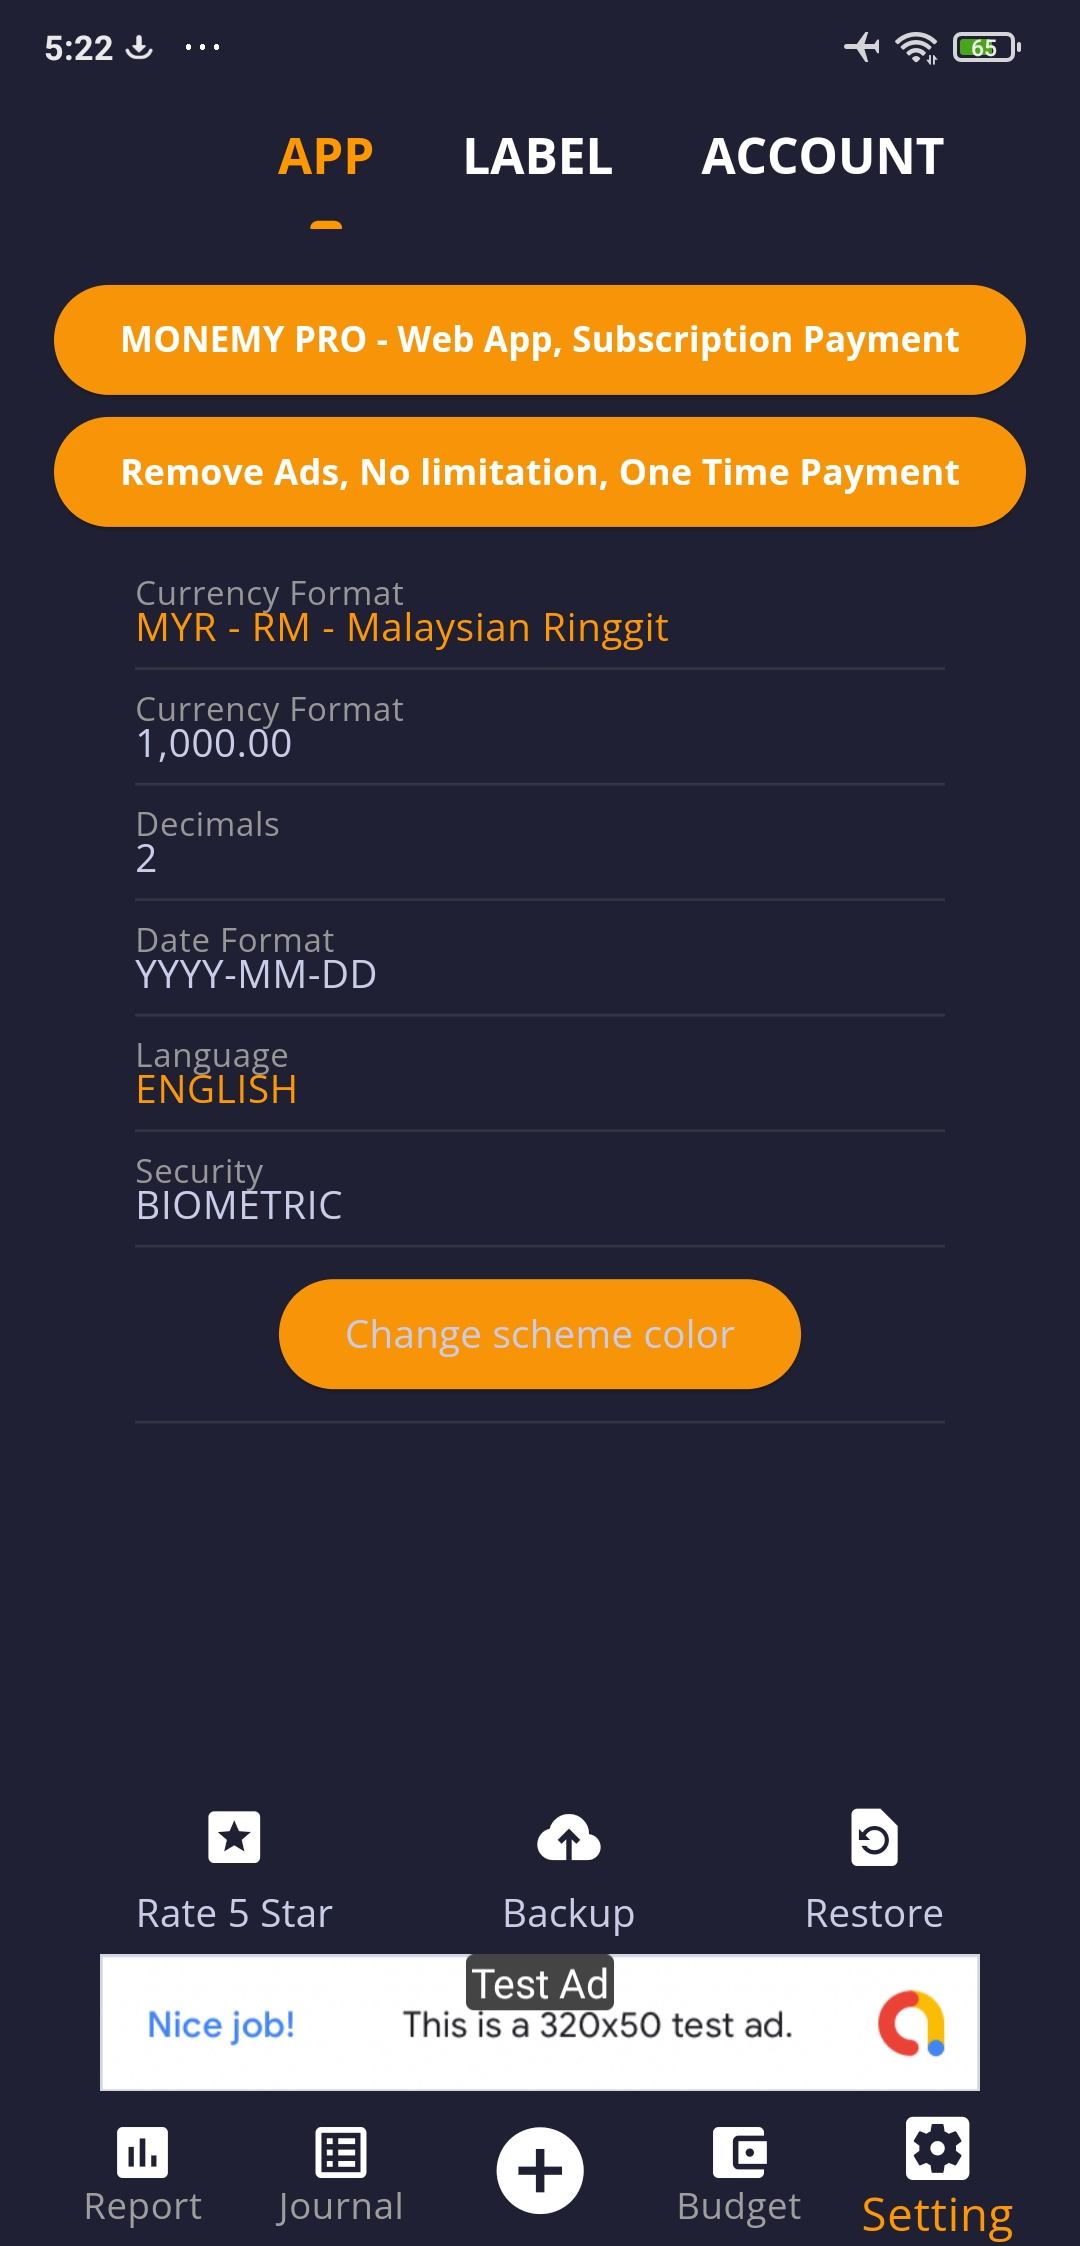 5:22 ... 65
APP LABEL ACCOUNT
MONEMY PRO - Web App, Subscription Payment
Remove Ads, No limitation, One Time Payment
Currency Format
MYR - RM - Malaysian Ringgit
Currency Format
1,000.00
Decimals
2
Date Format
YYYY-MM-DD
Language
ENGLISH
Security
BIOMETRIC
Change scheme color
Rate 5 Star Backup Restore
Test Ad
Nice job! This is a 320x50 test ad.
Report Journal Budget Setting